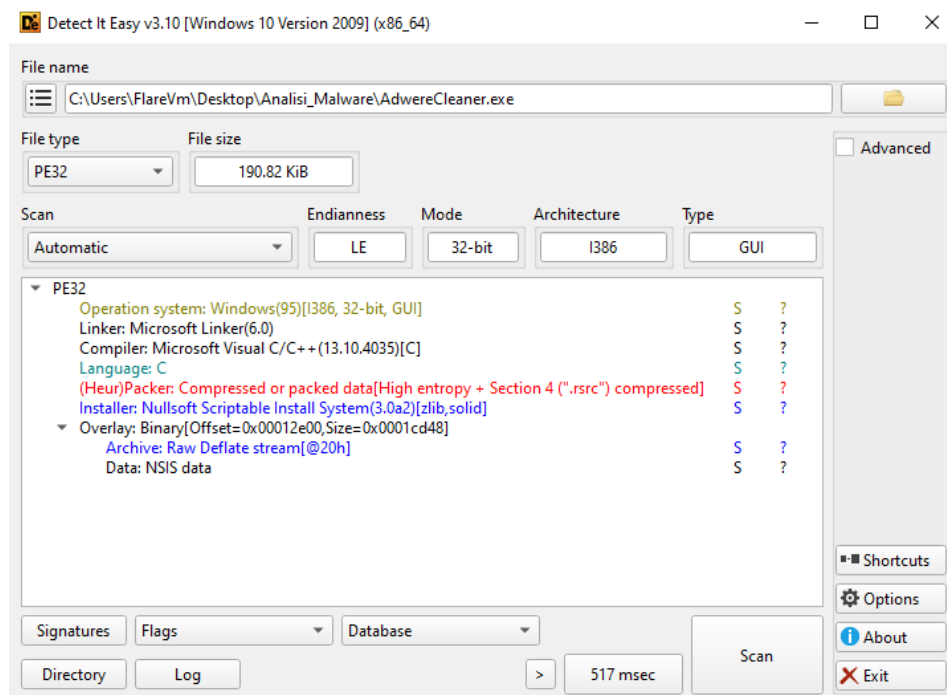 Detect It Easy v3.10 [Windows 10 Version 2009] (x86_64)
File name
C:\Users\FlareVm\Desktop\Analisi_Malware\AdwereCleaner.exe
File type File size Advanced
PE32 190.82 KiB
Scan Endianness Mode Architecture Type
Automatic LE 32-bit I386 GUI
PE32
Operation system: Windows(95)[I386, 32-bit, GUI] S ?
Linker: Microsoft Linker(6.0) S ?
Compiler: Microsoft Visual C/C++(13.10.4035)[C] S ?
Language: C S ?
(Heur)Packer: Compressed or packed data[High entropy + Section 4 (".rsrc") compressed] S ?
Installer: Nullsoft Scriptable Install System(3.0a2)[zlib,solid] S ?
Overlay: Binary[Offset=0x00012e00,Size=0x0001cd48]
Archive: Raw Deflate stream[@20h] S ?
Data: NSIS data S ?
Shortcuts
Options
Signatures Flags Database About
Scan
Directory Log > 517 msec Exit